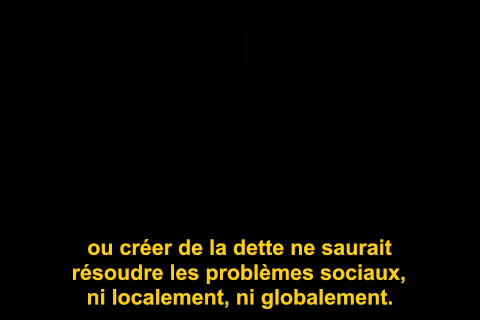 ou créer de la dette ne saurait
résoudre les problèmes sociaux,
ni localement, ni globalement.